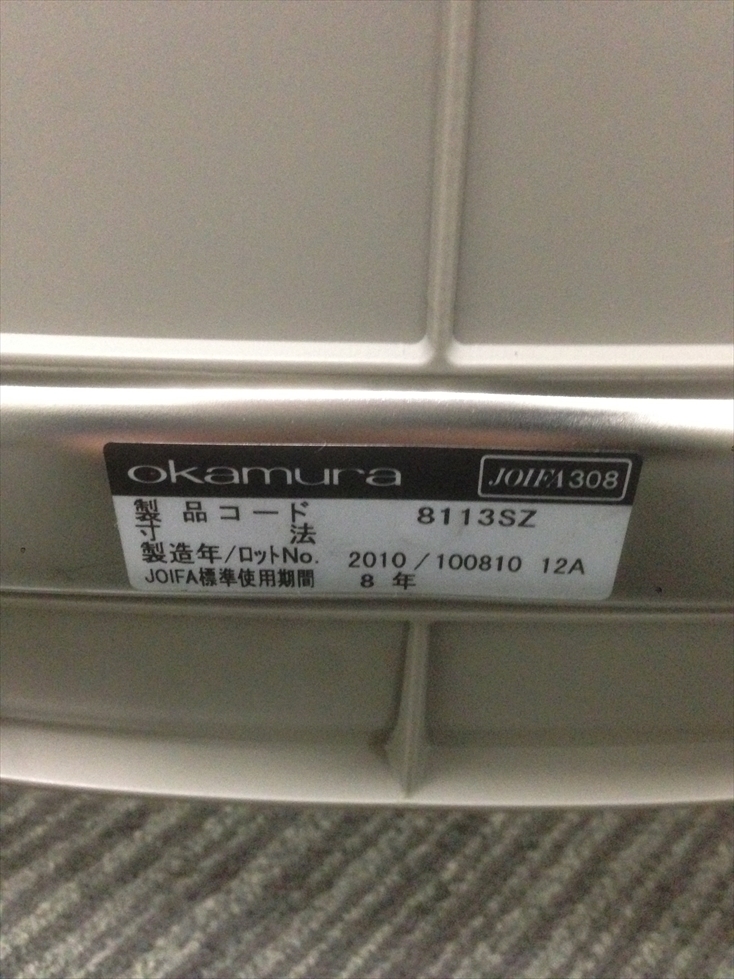 okamura JOIFA308
製品コード 8113SZ
寸法
製造年/ロットNo. 2010/100810 12A
JOIFA標準使用期間 8年